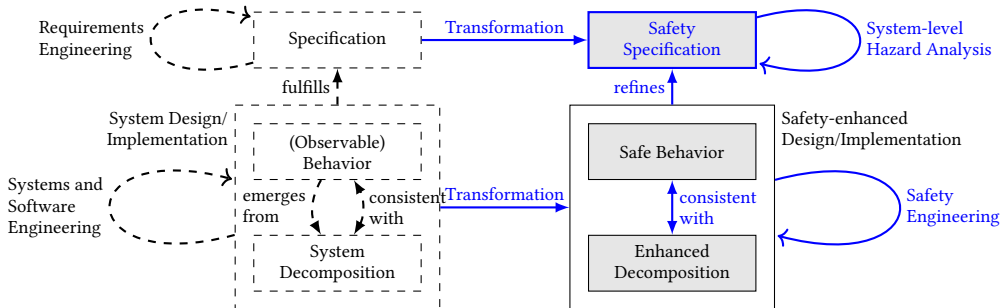 Requirements
Engineering
Specification
Transformation
Safety
Specification
System-level
Hazard Analysis
fulfills
refines
System Design/
Implementation
(Observable)
Behavior
Safe Behavior
Safety-enhanced
Design/Implementation
Systems and
Software
Engineering
emerges
from
consistent
with
Transformation
consistent
with
Safety
Engineering
System
Decomposition
Enhanced
Decomposition